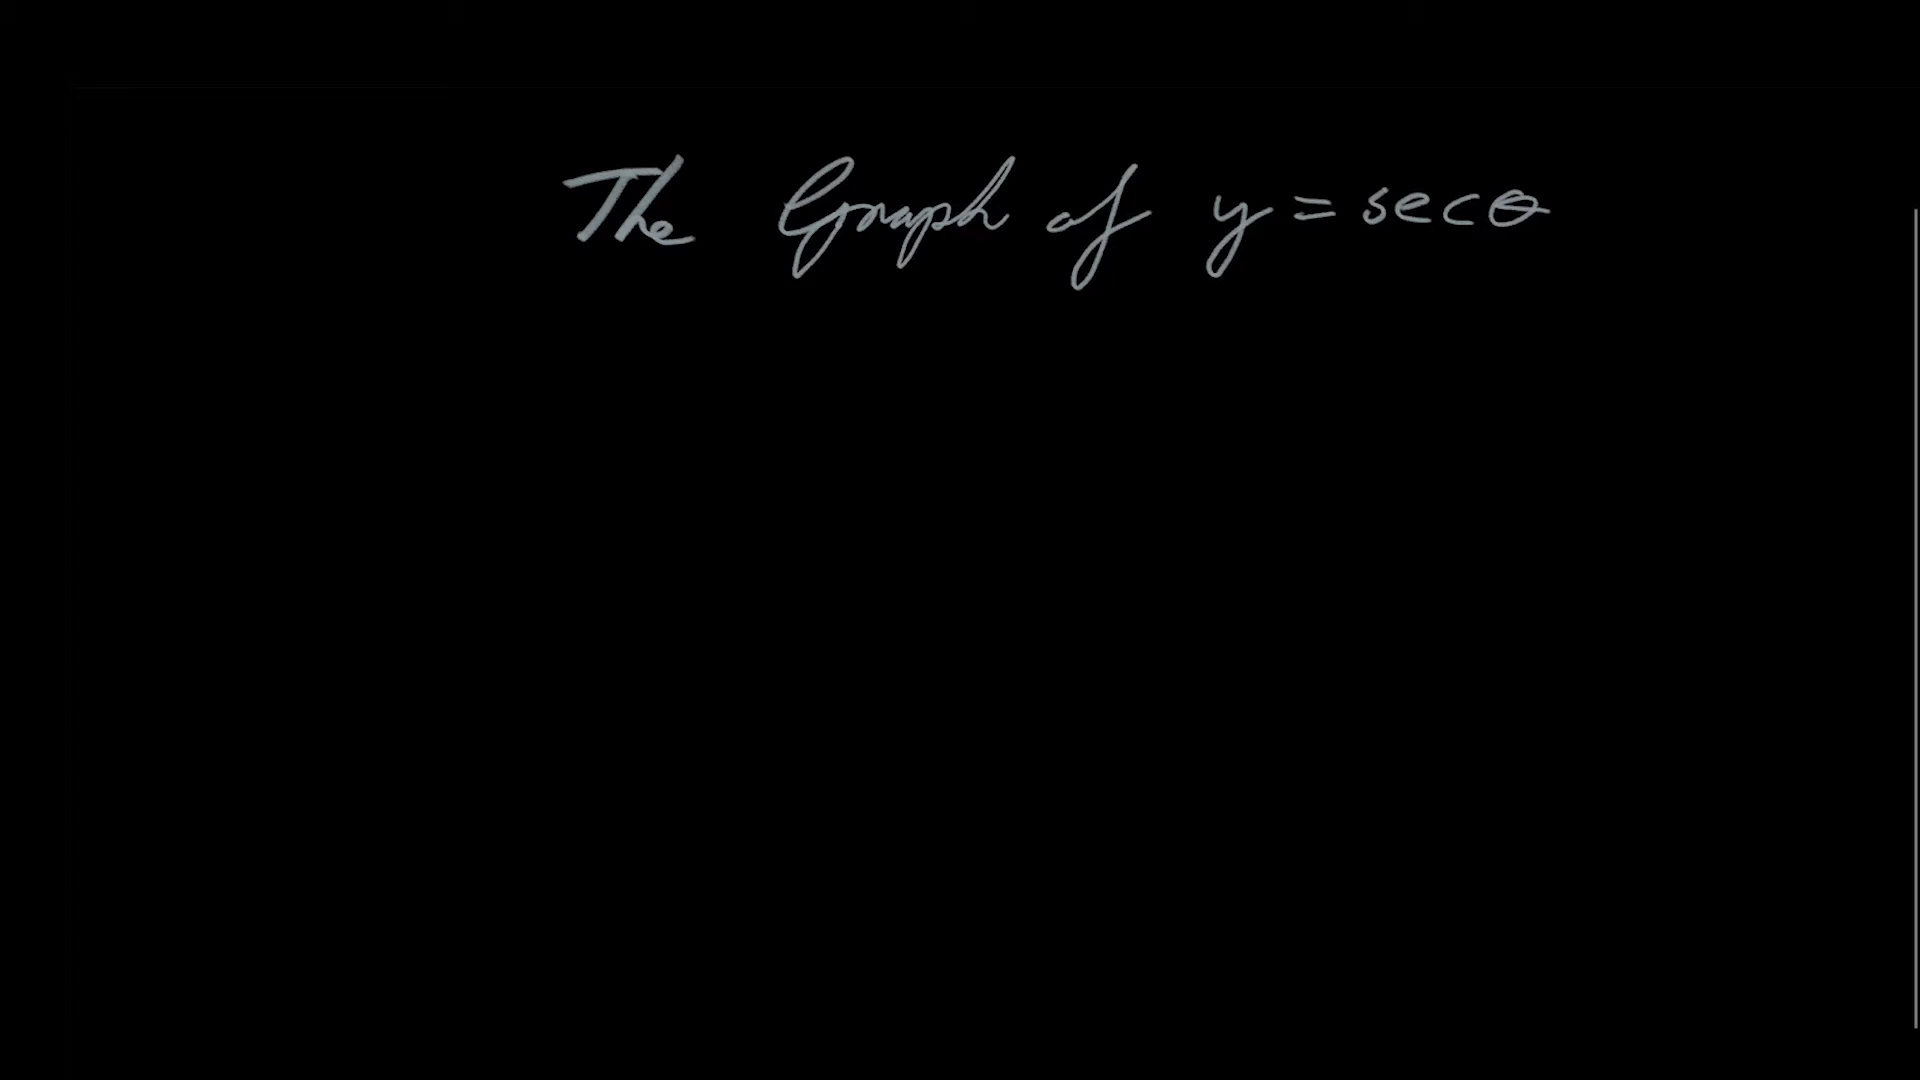 The Graph of y = secθ